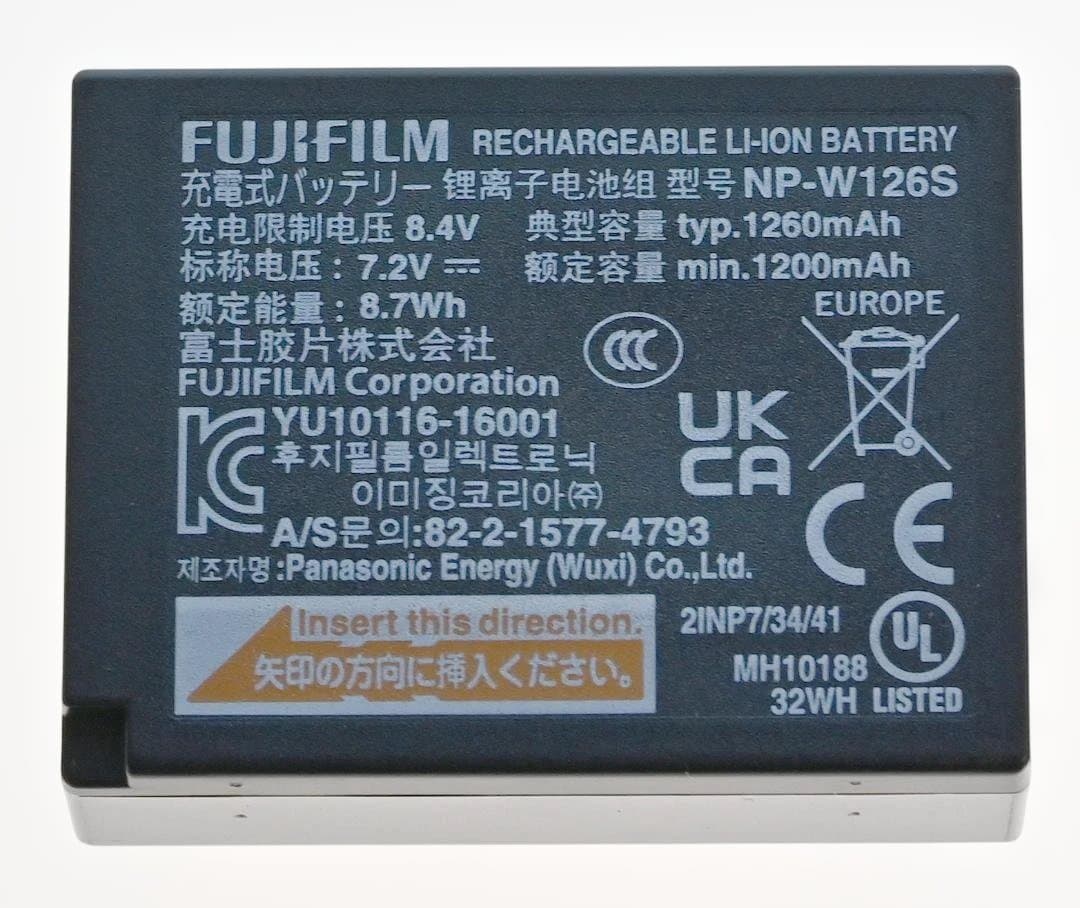 FUJIFILM RECHARGEABLE LI-ION BATTERY
充電式バッテリー 锂离子电池组 型号 NP-W126S
充电限制电压 8.4V 典型容量 typ.1260mAh
标称电压: 7.2V ⎓ 额定容量 min.1200mAh
额定能量: 8.7Wh
EUROPE
富士胶片株式会社
CCC
FUJIFILM Corporation
UK
CA
KC YU10116-16001
후지필름일렉트로닉
이미징코리아㈜
CE
A/S문의:82-2-1577-4793
제조자명:Panasonic Energy (Wuxi) Co.,Ltd.
Insert this direction.
矢印の方向に挿入ください。
2INP7/34/41
UL
MH10188
32WH LISTED